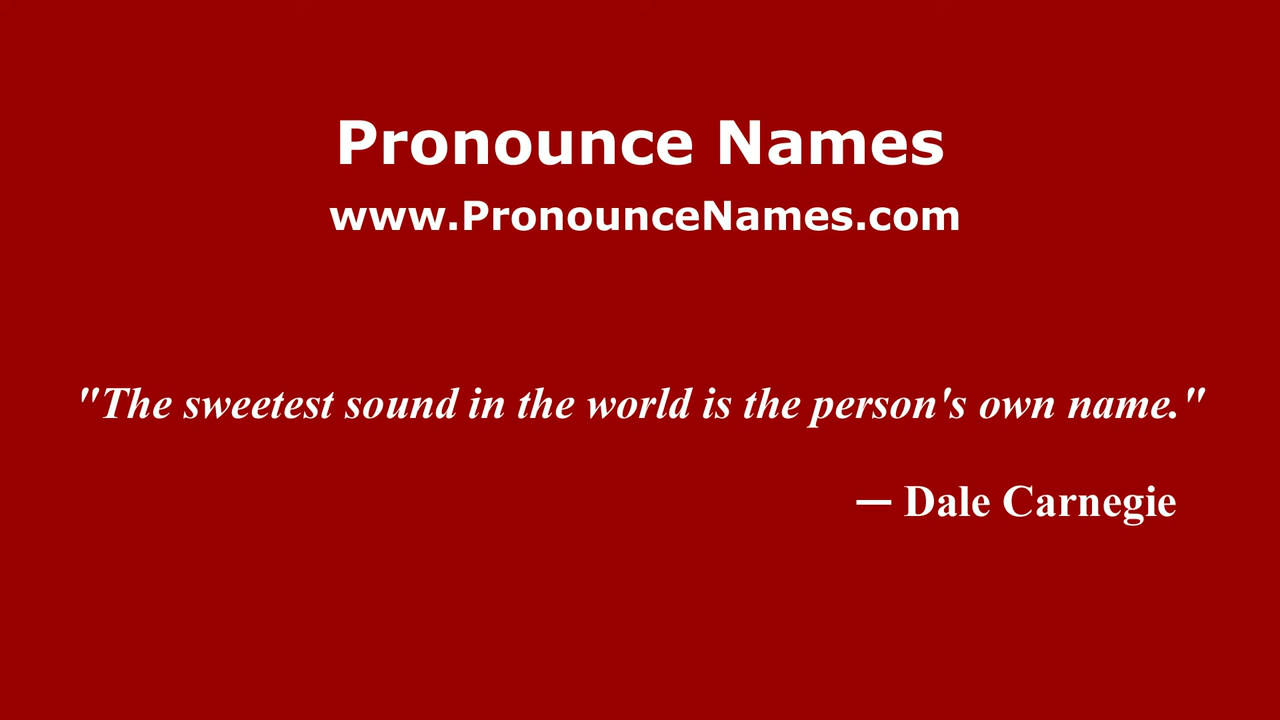 Pronounce Names
www.PronounceNames.com
"The sweetest sound in the world is the person's own name."
— Dale Carnegie